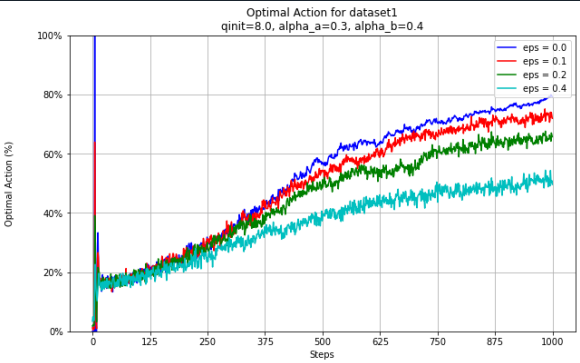 Optimal Action for dataset1
qinit=8.0, alpha_a=0.3, alpha_b=0.4
100%
80%
60%
40%
20%
0%
Optimal Action (%)
eps = 0.0
eps = 0.1
eps = 0.2
eps = 0.4
0
125
250
375
500
625
750
875
1000
Steps